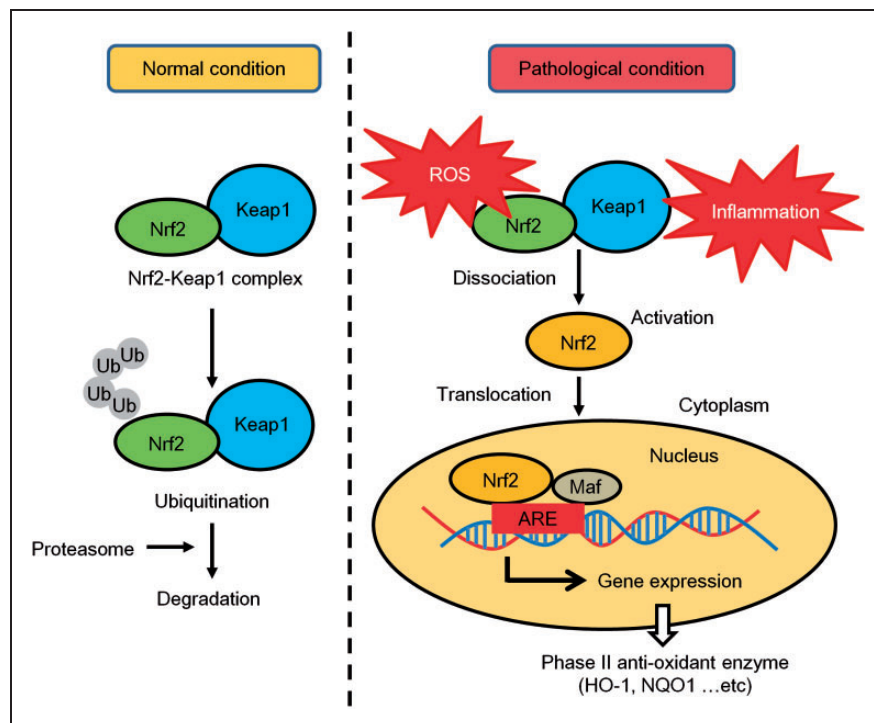 Normal condition
Nrf2
Keap1
Nrf2-Keap1 complex
Ub
Ub
Ub
Ub
Nrf2
Keap1
Ubiquitination
Proteasome
Degradation
Pathological condition
ROS
Nrf2
Keap1
Inflammation
Dissociation
Nrf2
Activation
Translocation
Cytoplasm
Nucleus
Nrf2
Maf
ARE
Gene expression
Phase II anti-oxidant enzyme
(HO-1, NQO1 ...etc)